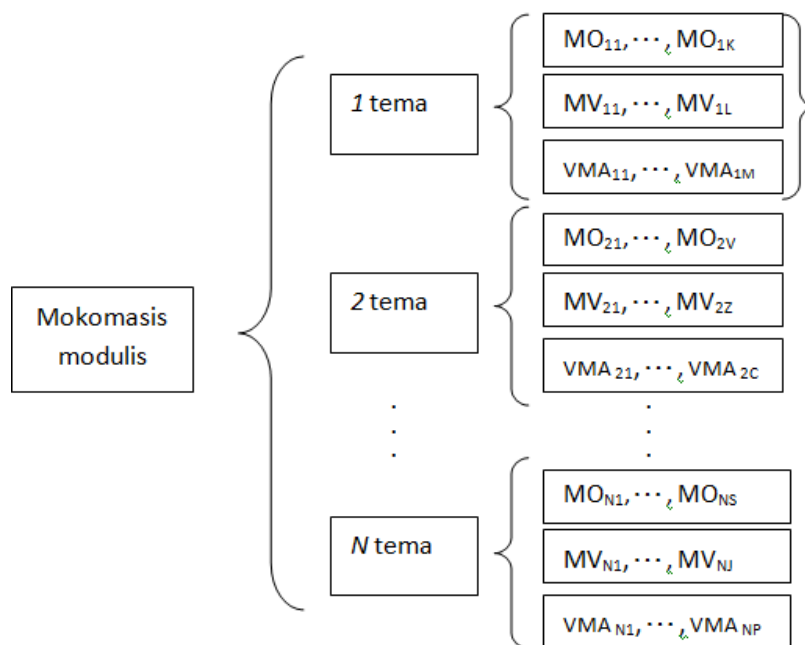 MO₁₁,⋯, MO₁ₖ
1 tema
MV₁₁,⋯, MV₁L
VMA₁₁,⋯, VMA₁M
MO₂₁,⋯, MO₂V
2 tema
MV₂₁,⋯, MV₂Z
Mokomasis
modulis
VMA ₂₁,⋯, VMA ₂C
MON₁,⋯, MONS
N tema
MVN₁,⋯, MVNJ
VMA N₁,⋯, VMA NP